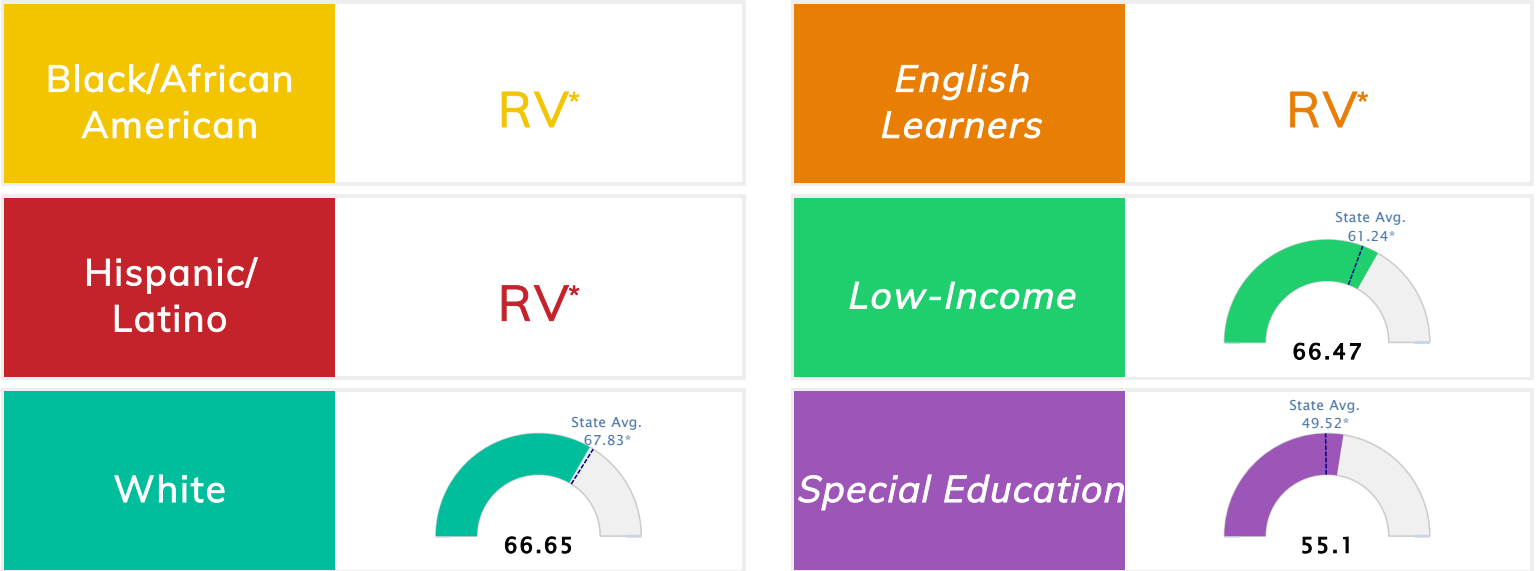 Black/African
American
RV*
English
Learners
RV*
Hispanic/
Latino
RV*
Low-Income
State Avg.
61.24*
66.47
White
State Avg.
67.83*
66.65
Special Education
State Avg.
49.52*
55.1